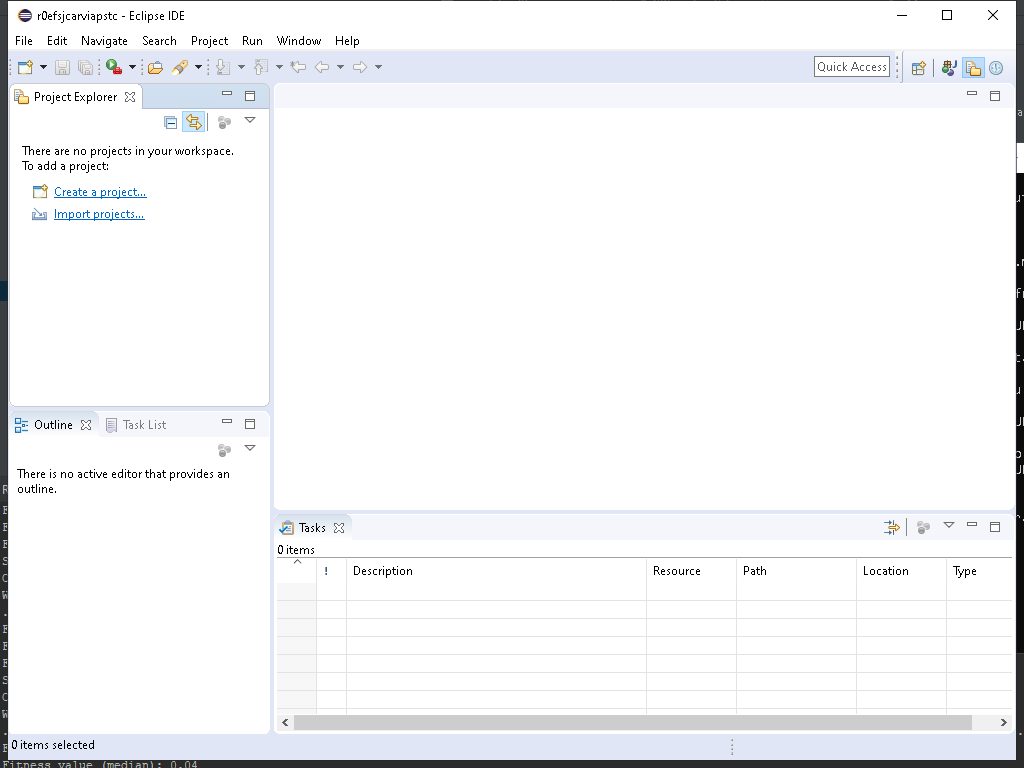 r0efsjcarviapstc - Eclipse IDE
File Edit Navigate Search Project Run Window Help
Quick Access
Project Explorer
There are no projects in your workspace.
To add a project:
Create a project...
Import projects...
Outline Task List
There is no active editor that provides an
outline.
Tasks
0 items
! Description Resource Path Location Type
0 items selected
Fitness value (median): 0.04